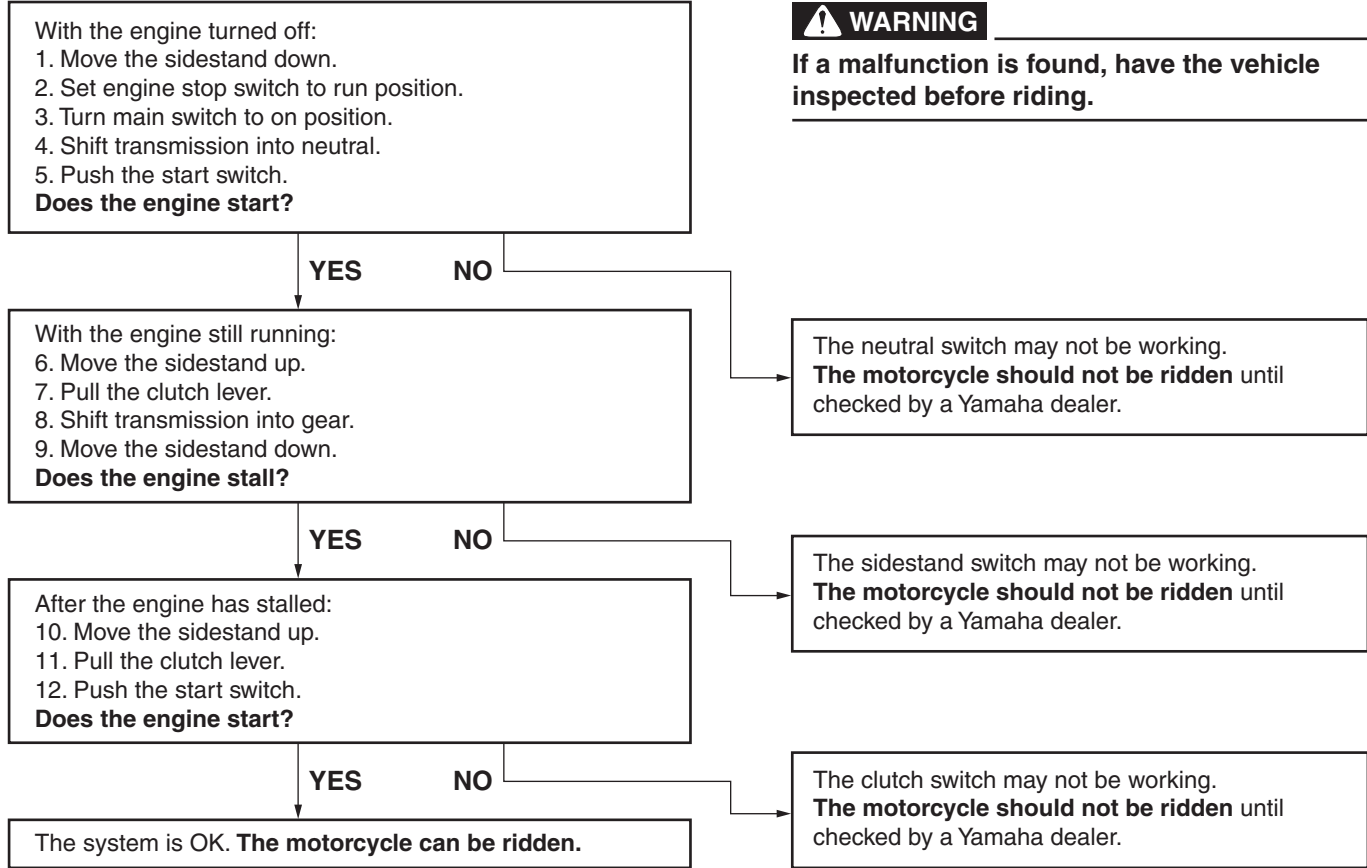 With the engine turned off:
1. Move the sidestand down.
2. Set engine stop switch to run position.
3. Turn main switch to on position.
4. Shift transmission into neutral.
5. Push the start switch.
Does the engine start?
WARNING
If a malfunction is found, have the vehicle
inspected before riding.
YES NO
With the engine still running:
6. Move the sidestand up.
7. Pull the clutch lever.
8. Shift transmission into gear.
9. Move the sidestand down.
Does the engine stall?
The neutral switch may not be working.
The motorcycle should not be ridden until
checked by a Yamaha dealer.
YES NO
After the engine has stalled:
10. Move the sidestand up.
11. Pull the clutch lever.
12. Push the start switch.
Does the engine start?
The sidestand switch may not be working.
The motorcycle should not be ridden until
checked by a Yamaha dealer.
YES NO
The system is OK. The motorcycle can be ridden.
The clutch switch may not be working.
The motorcycle should not be ridden until
checked by a Yamaha dealer.